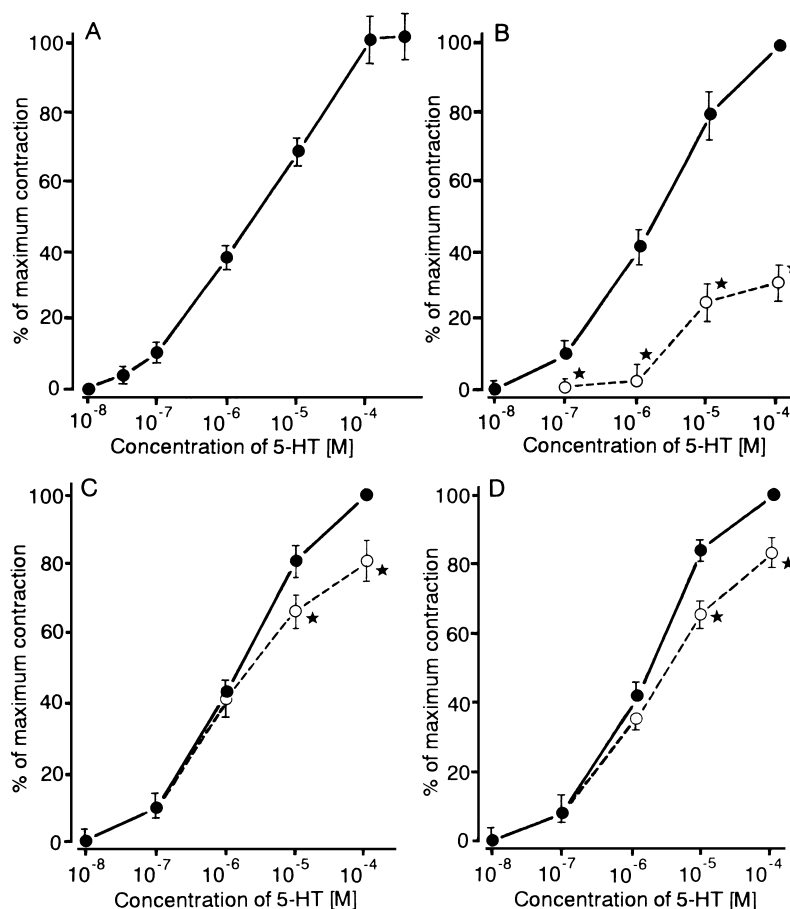 A
% of maximum contraction
100
80
60
40
20
0
10-8 10-7 10-6 10-5 10-4
Concentration of 5-HT [M]
B
% of maximum contraction
100
80
60
40
20
0
10-8 10-7 10-6 10-5 10-4
Concentration of 5-HT [M]
C
% of maximum contraction
100
80
60
40
20
0
10-8 10-7 10-6 10-5 10-4
Concentration of 5-HT [M]
D
% of maximum contraction
100
80
60
40
20
0
10-8 10-7 10-6 10-5 10-4
Concentration of 5-HT [M]